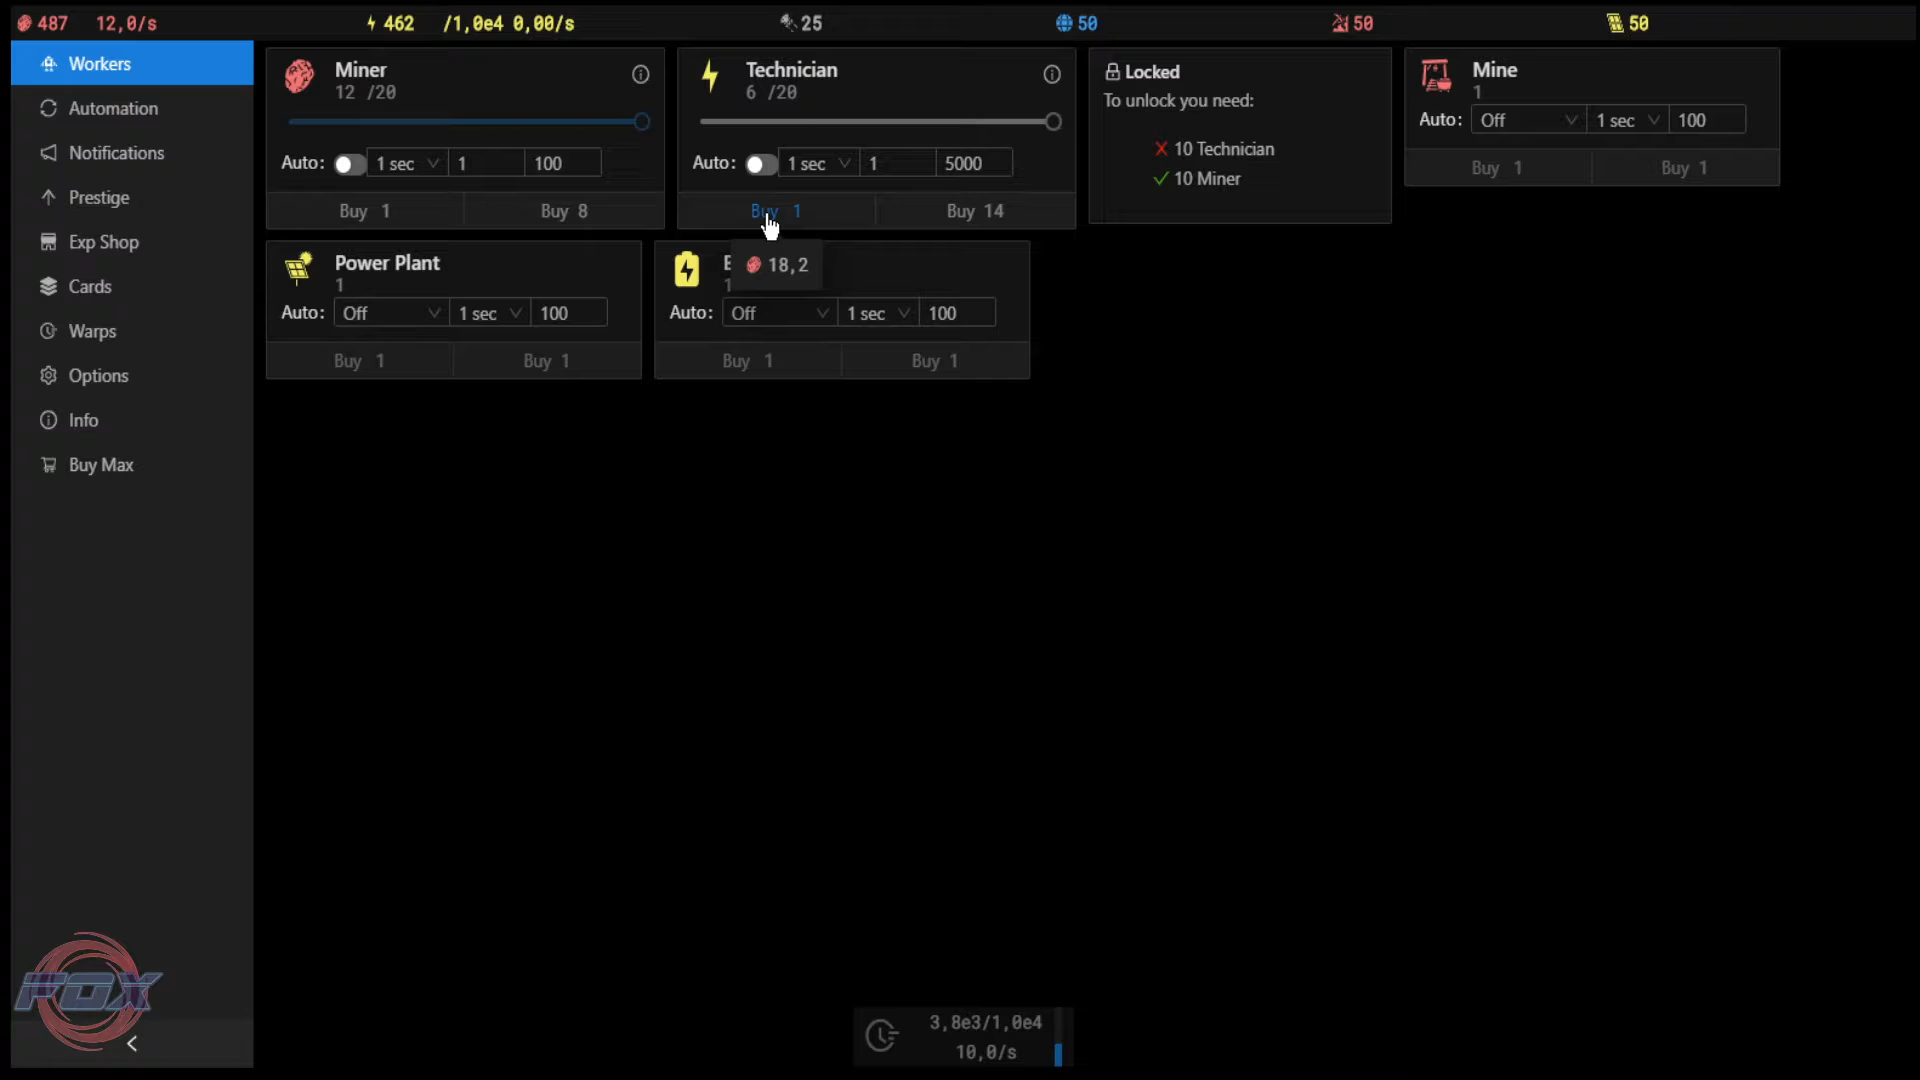 487 12,0/s 462 /1,0e4 0,00/s 25 50 50 50
Workers
Automation
Notifications
Prestige
Exp Shop
Cards
Warps
Options
Info
Buy Max
Miner
12 /20
Auto: 1 sec 1 100
Buy 1 Buy 8
Technician
6 /20
Auto: 1 sec 1 5000
Buy 1 Buy 14
18,2
Locked
To unlock you need:
10 Technician
10 Miner
Mine
1
Auto: Off 1 sec 100
Buy 1 Buy 1
Power Plant
1
Auto: Off 1 sec 100
Buy 1 Buy 1
Auto: Off 1 sec 100
Buy 1 Buy 1
FOX
3,8e3/1,0e4
10,0/s